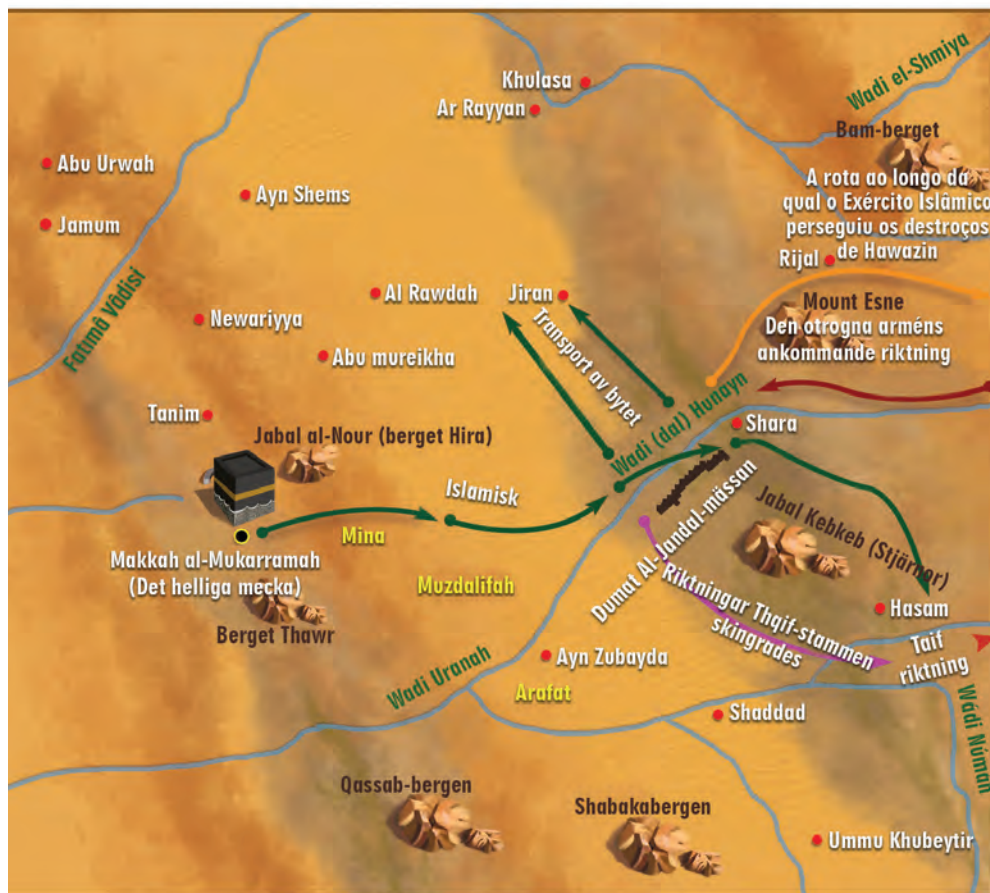 Khulasa
Ar Rayyan
Wadi el-Shmiya
Bam-berget
Abu Urwah
Ayn Shems
Jamum
A rota ao longo da
qual o Exército Islâmico
perseguiu os destroços
de Hawazin
Rijal
Fatimâ Vâdisi
Al Rawdah
Jiran
Newariyya
Mount Esne
Den otrogna arméns
ankommande riktning
Transport av bytet
Abu mureikha
Tanim
Wadi (dal) Hunayn
Shara
Jabal al-Nour (berget Hira)
Islamisk
Mina
Makkah al-Mukarramah
(Det helliga mecka)
Muzdalifah
Dumat Al-Jandal-mässan
Jabal Kebkeb (Stjärnor)
Berget Thawr
Riktningar Thqif-stammen
skingrades
Hasam
Taif
riktning
Wadi Uranah
Ayn Zubayda
Arafat
Shaddad
Wádi Núman
Qassab-bergen
Shabakabergen
Ummu Khubeytir